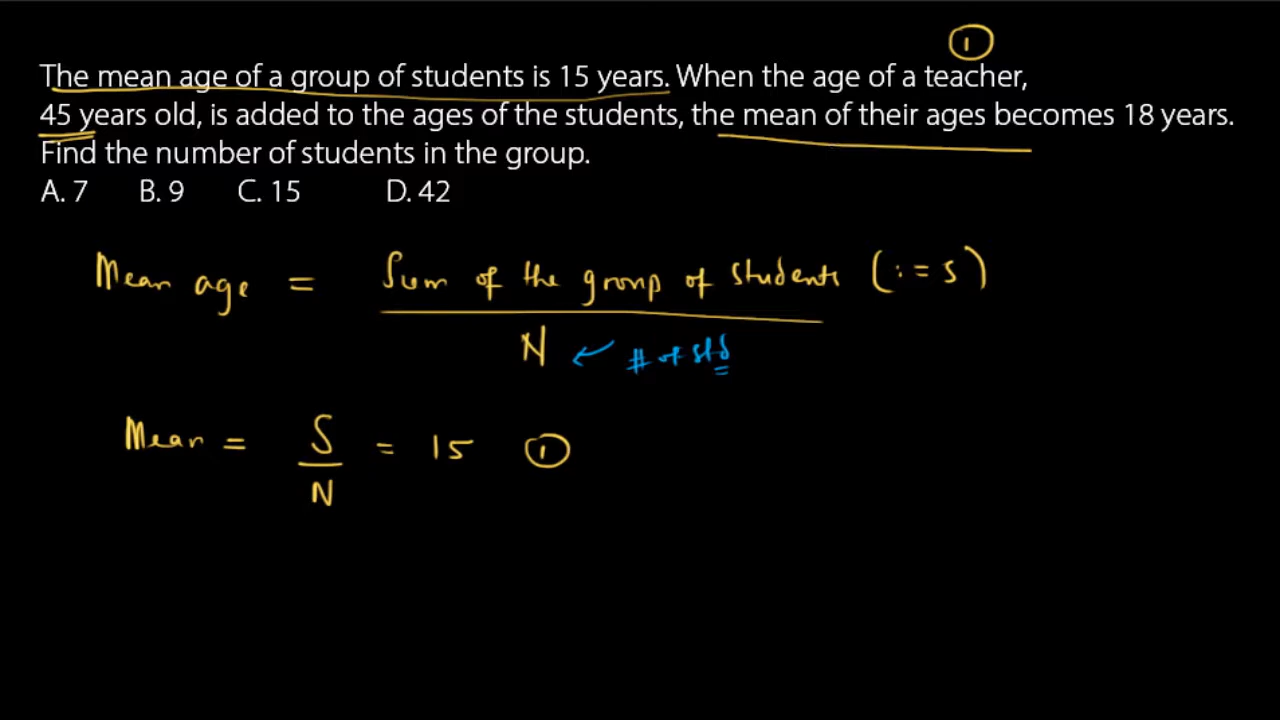 ①
The mean age of a group of students is 15 years. When the age of a teacher,
45 years old, is added to the ages of the students, the mean of their ages becomes 18 years.
Find the number of students in the group.
A. 7 B. 9 C. 15 D. 42
Mean age = Sum of the group of students (:= S)
N ← # of std
Mean = S = 15 ①
N